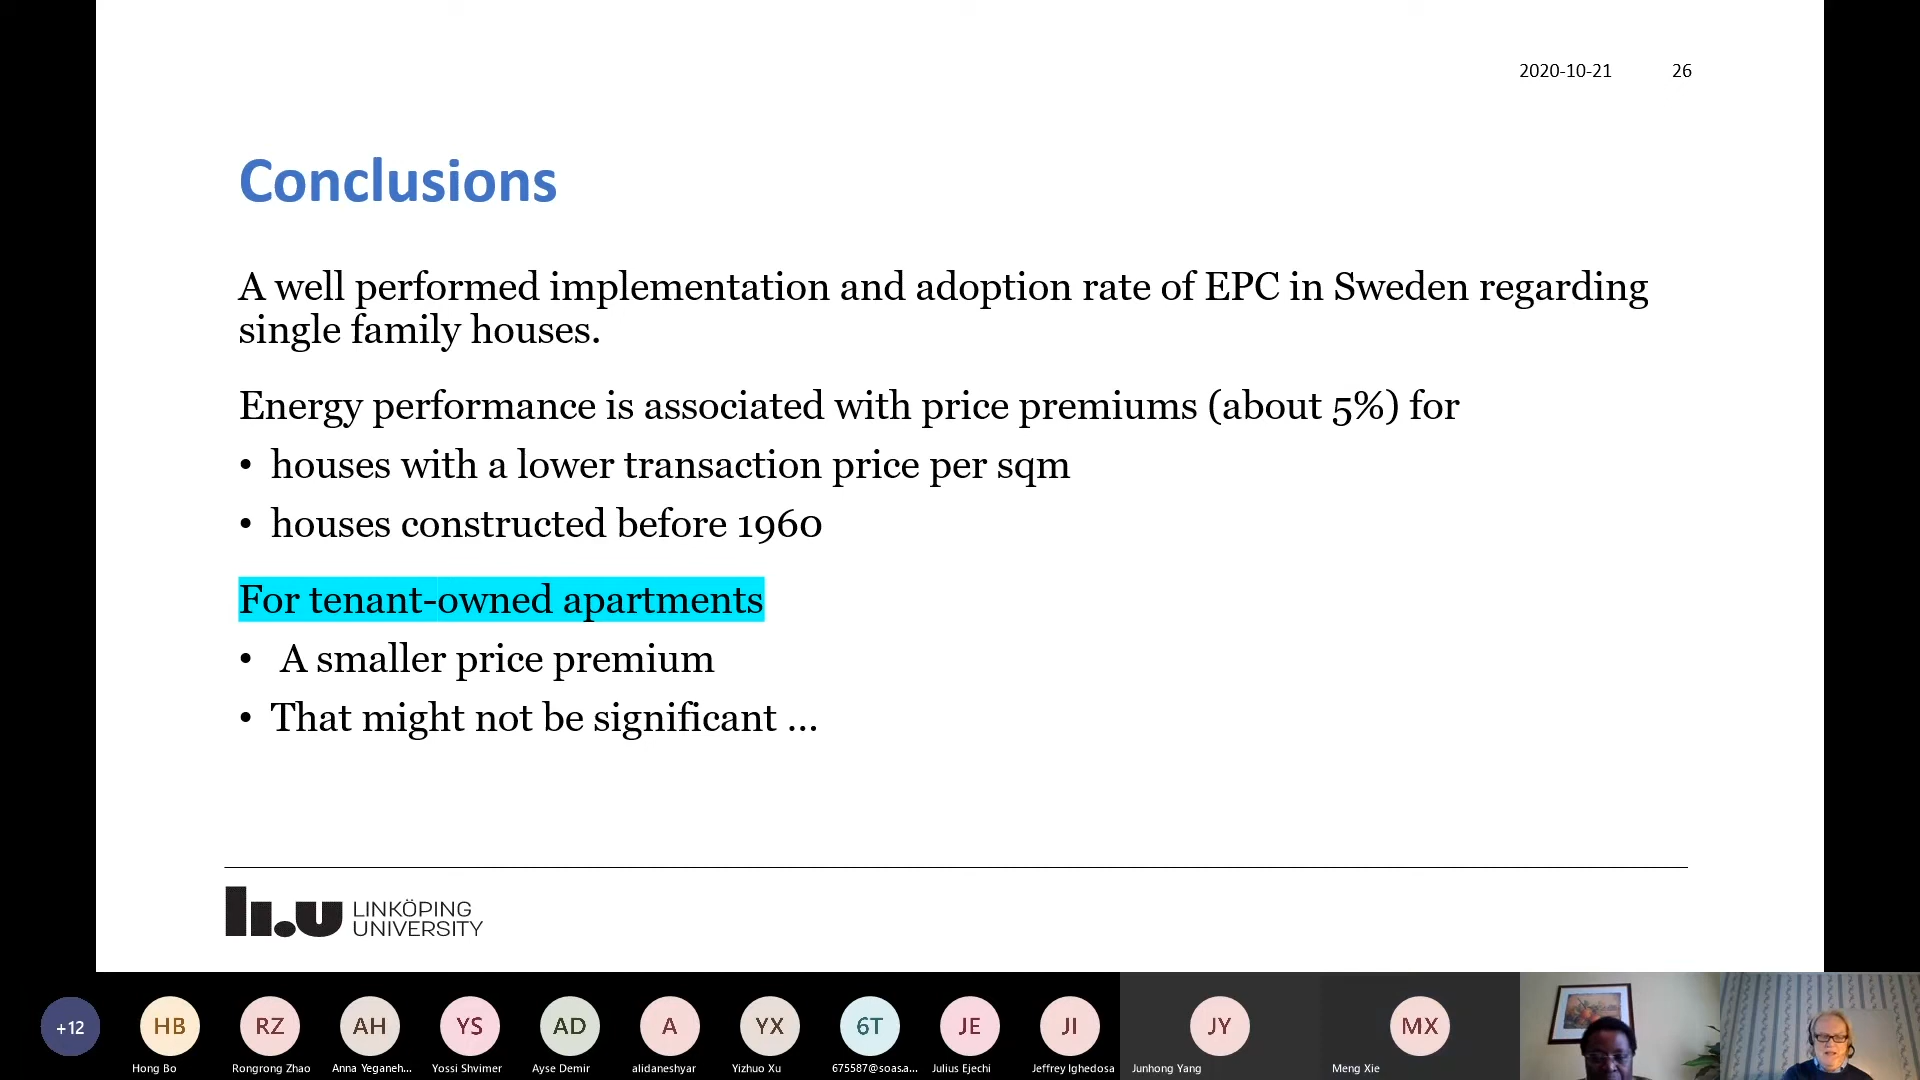 2020-10-21 26
Conclusions
A well performed implementation and adoption rate of EPC in Sweden regarding
single family houses.
Energy performance is associated with price premiums (about 5%) for
• houses with a lower transaction price per sqm
• houses constructed before 1960
For tenant-owned apartments
• A smaller price premium
• That might not be significant ...
li.u LINKÖPING
UNIVERSITY
+12 HB RZ AH YS AD A YX 6T JE JI JY MX
Hong Bo Rongrong Zhao Anna Yeganeh... Yossi Shvimer Ayse Demir alidaneshyar Yizhuo Xu 675587@soas.a... Julius Ejechi Jeffrey Ighedosa Junhong Yang Meng Xie